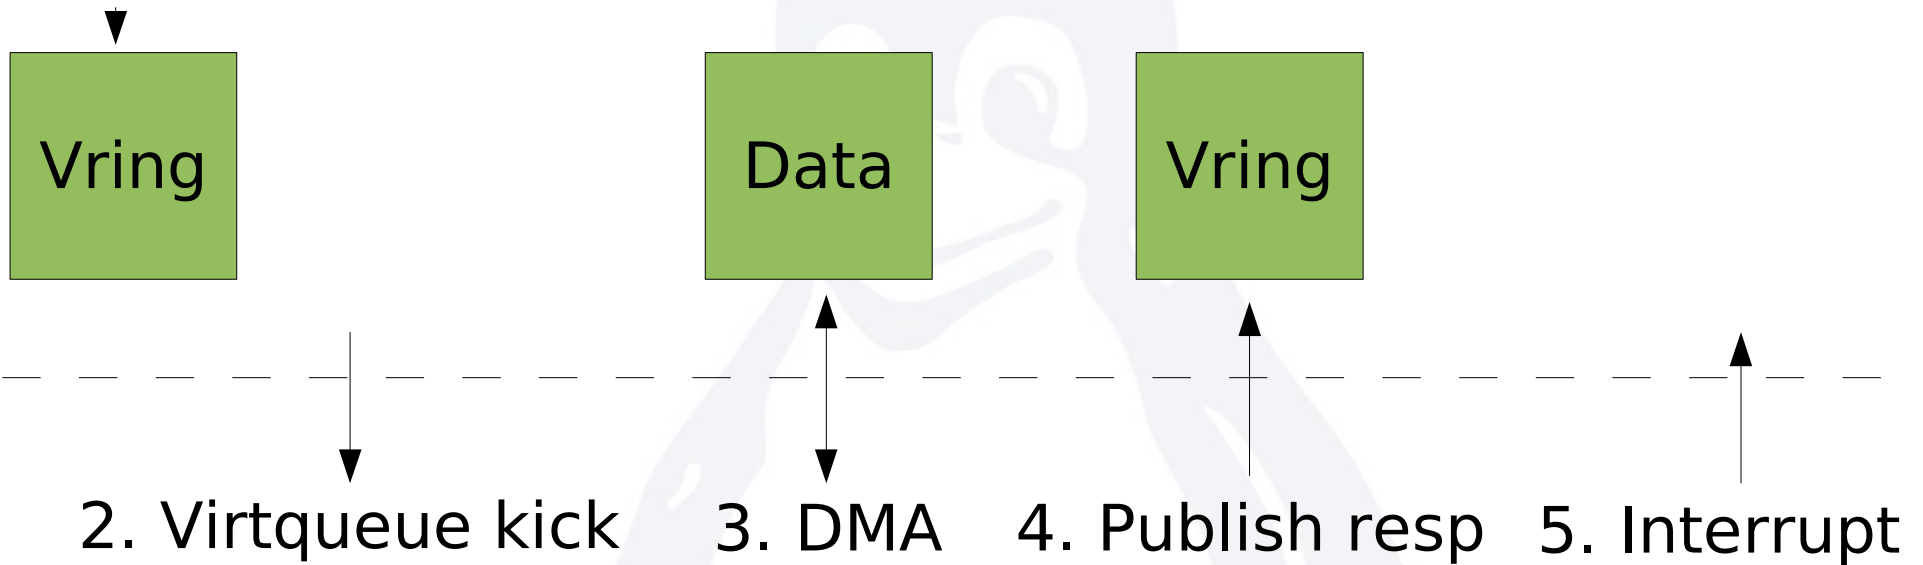 Vring
Data
Vring
2. Virtqueue kick
3. DMA
4. Publish resp
5. Interrupt